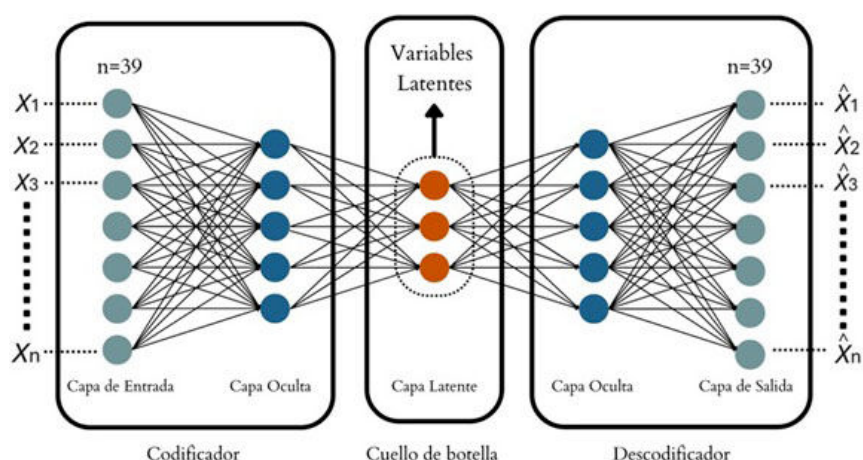 Variables
Latentes
n=39
n=39
X1
X2
X3
Xn
X̂1
X̂2
X̂3
X̂n
Capa de Entrada
Capa Oculta
Capa Latente
Capa Oculta
Capa de Salida
Codificador
Cuello de botella
Descodificador